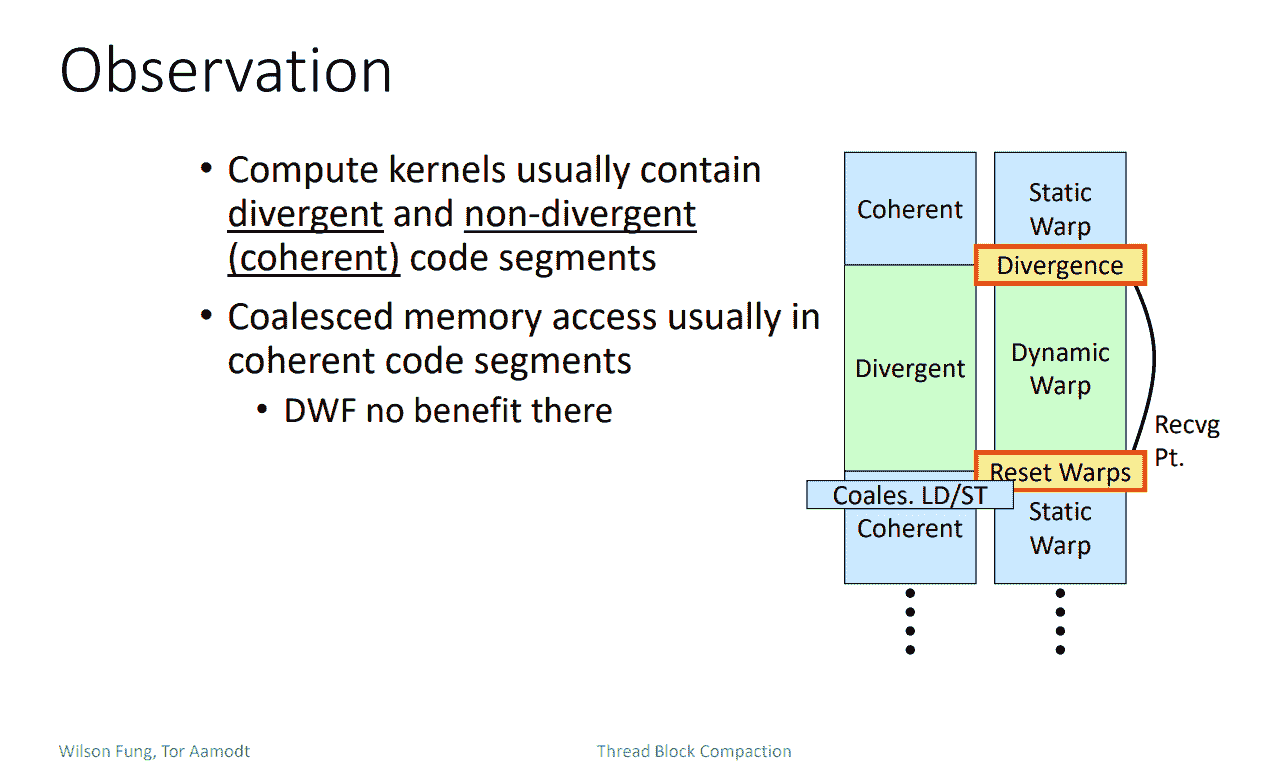 Observation
• Compute kernels usually contain
divergent and non-divergent
(coherent) code segments
• Coalesced memory access usually in
coherent code segments
• DWF no benefit there
Coherent
Divergent
Coales. LD/ST
Coherent
Static
Warp
Divergence
Dynamic
Warp
Reset Warps
Static
Warp
Recvg
Pt.
Wilson Fung, Tor Aamodt
Thread Block Compaction